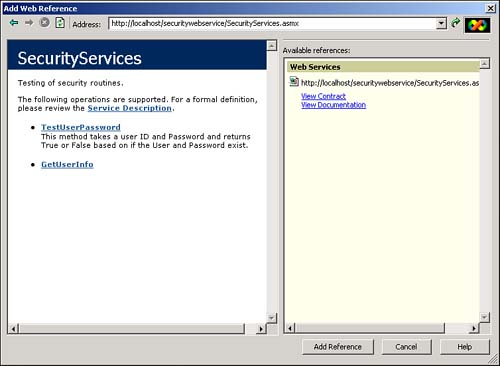 Add Web Reference
Address: http://localhost/securitywebservice/SecurityServices.asmx
SecurityServices
Testing of security routines.
The following operations are supported. For a formal definition,
please review the Service Description.
TestUserPassword
This method takes a user ID and Password and returns
True or False based on if the User and Password exist.
GetUserInfo
Available references:
Web Services
http://localhost/securitywebservice/SecurityServices.as
View Contract
View Documentation
Add Reference
Cancel
Help